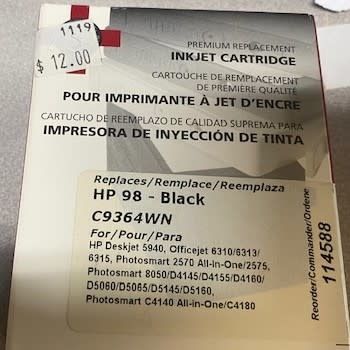 1119
$ 12.00
PREMIUM REPLACEMENT
INKJET CARTRIDGE
CARTOUCHE DE REMPLACEMENT
DE PREMIÈRE QUALITÉ
POUR IMPRIMANTE À JET D'ENCRE
CARTUCHO DE REEMPLAZO DE CALIDAD SUPREMA PARA
IMPRESORA DE INYECCIÓN DE TINTA
Replaces/Remplace/Reemplaza
HP 98 - Black
C9364WN
For/Pour/Para
HP Deskjet 5940, Officejet 6310/6313/
6315, Photosmart 2570 All-in-One/2575,
Photosmart 8050/D4145/D4155/D4160/
D5060/D5065/D5145/D5160,
Photosmart C4140 All-in-One/C4180
Reorder/Commander/Ordene
114588